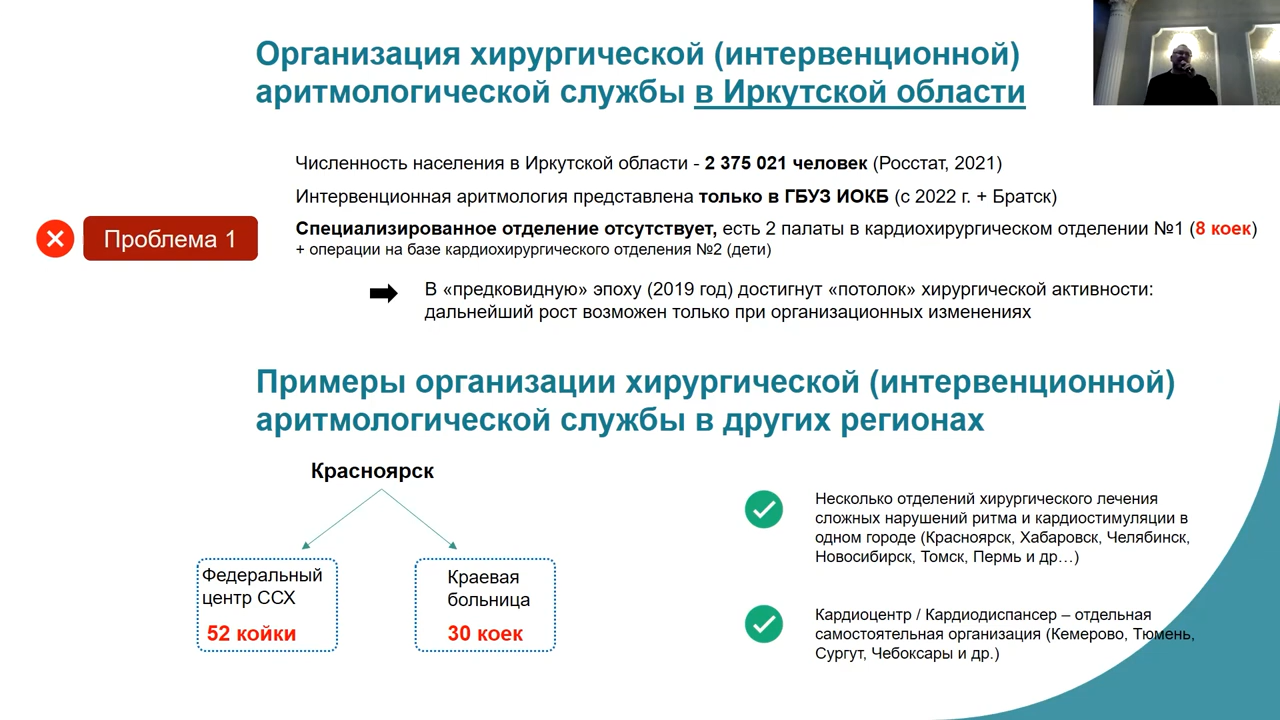 Организация хирургической (интервенционной)
аритмологической службы в Иркутской области
Численность населения в Иркутской области - 2 375 021 человек (Росстат, 2021)
Интервенционная аритмология представлена только в ГБУЗ ИОКБ (с 2022 г. + Братск)
Проблема 1
Специализированное отделение отсутствует, есть 2 палаты в кардиохирургическом отделении №1 (8 коек)
+ операции на базе кардиохирургического отделения №2 (дети)
В «предковидную» эпоху (2019 год) достигнут «потолок» хирургической активности:
дальнейший рост возможен только при организационных изменениях
Примеры организации хирургической (интервенционной)
аритмологической службы в других регионах
Красноярск
Федеральный
центр ССХ
52 койки
Краевая
больница
30 коек
Несколько отделений хирургического лечения
сложных нарушений ритма и кардиостимуляции в
одном городе (Красноярск, Хабаровск, Челябинск,
Новосибирск, Томск, Пермь и др…)
Кардиоцентр / Кардиодиспансер – отдельная
самостоятельная организация (Кемерово, Тюмень,
Сургут, Чебоксары и др.)